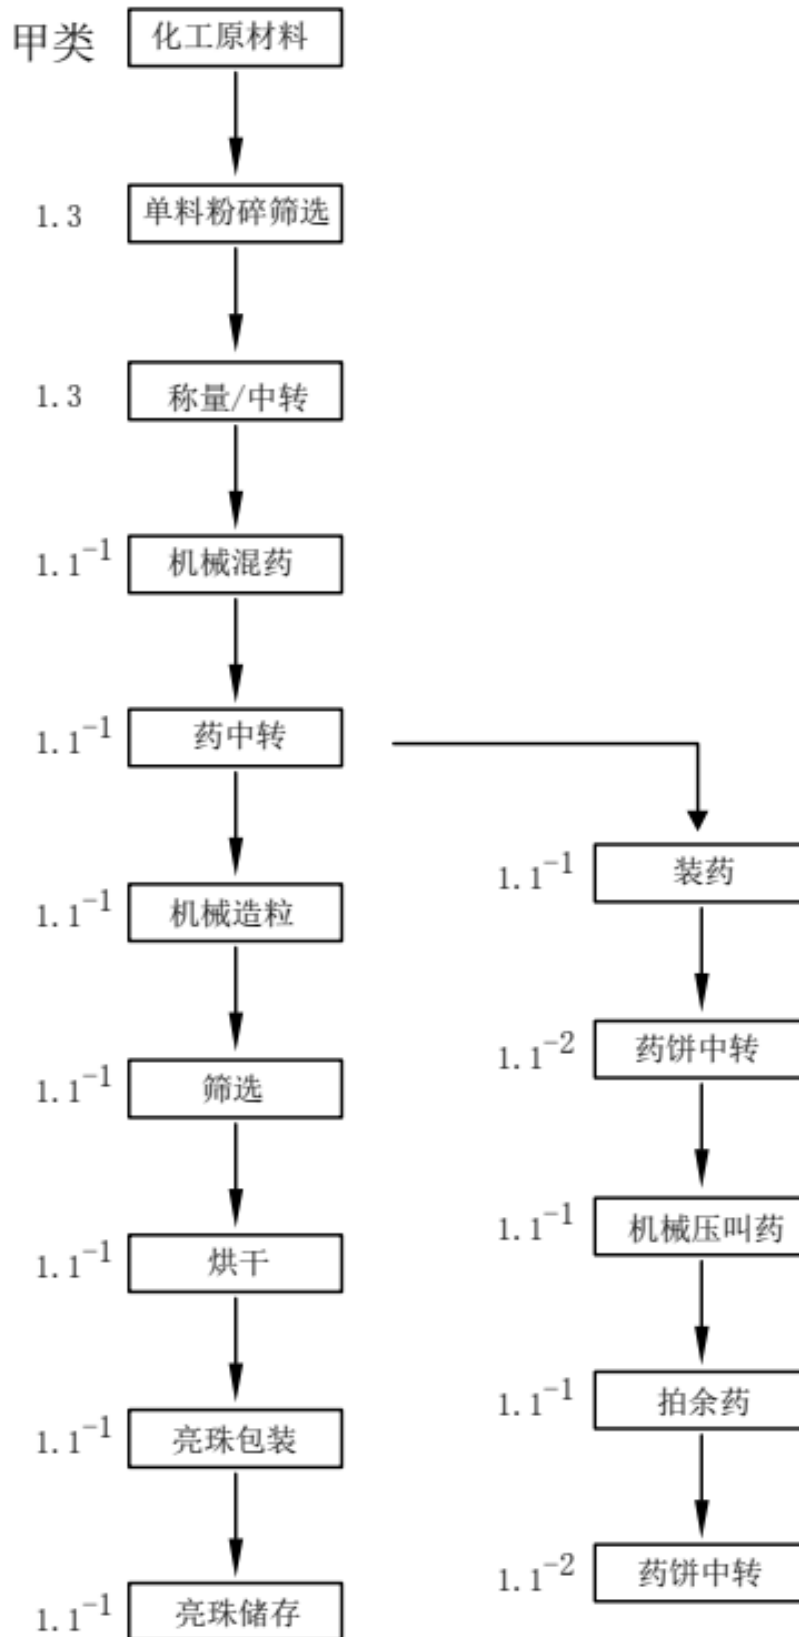 甲类 化工原材料
1.3 单料粉碎筛选
1.3 称量/中转
1.1⁻¹ 机械混药
1.1⁻¹ 药中转
1.1⁻¹ 机械造粒
1.1⁻¹ 筛选
1.1⁻¹ 烘干
1.1⁻¹ 亮珠包装
1.1⁻¹ 亮珠储存
1.1⁻¹ 装药
1.1⁻² 药饼中转
1.1⁻¹ 机械压叫药
1.1⁻¹ 拍余药
1.1⁻² 药饼中转